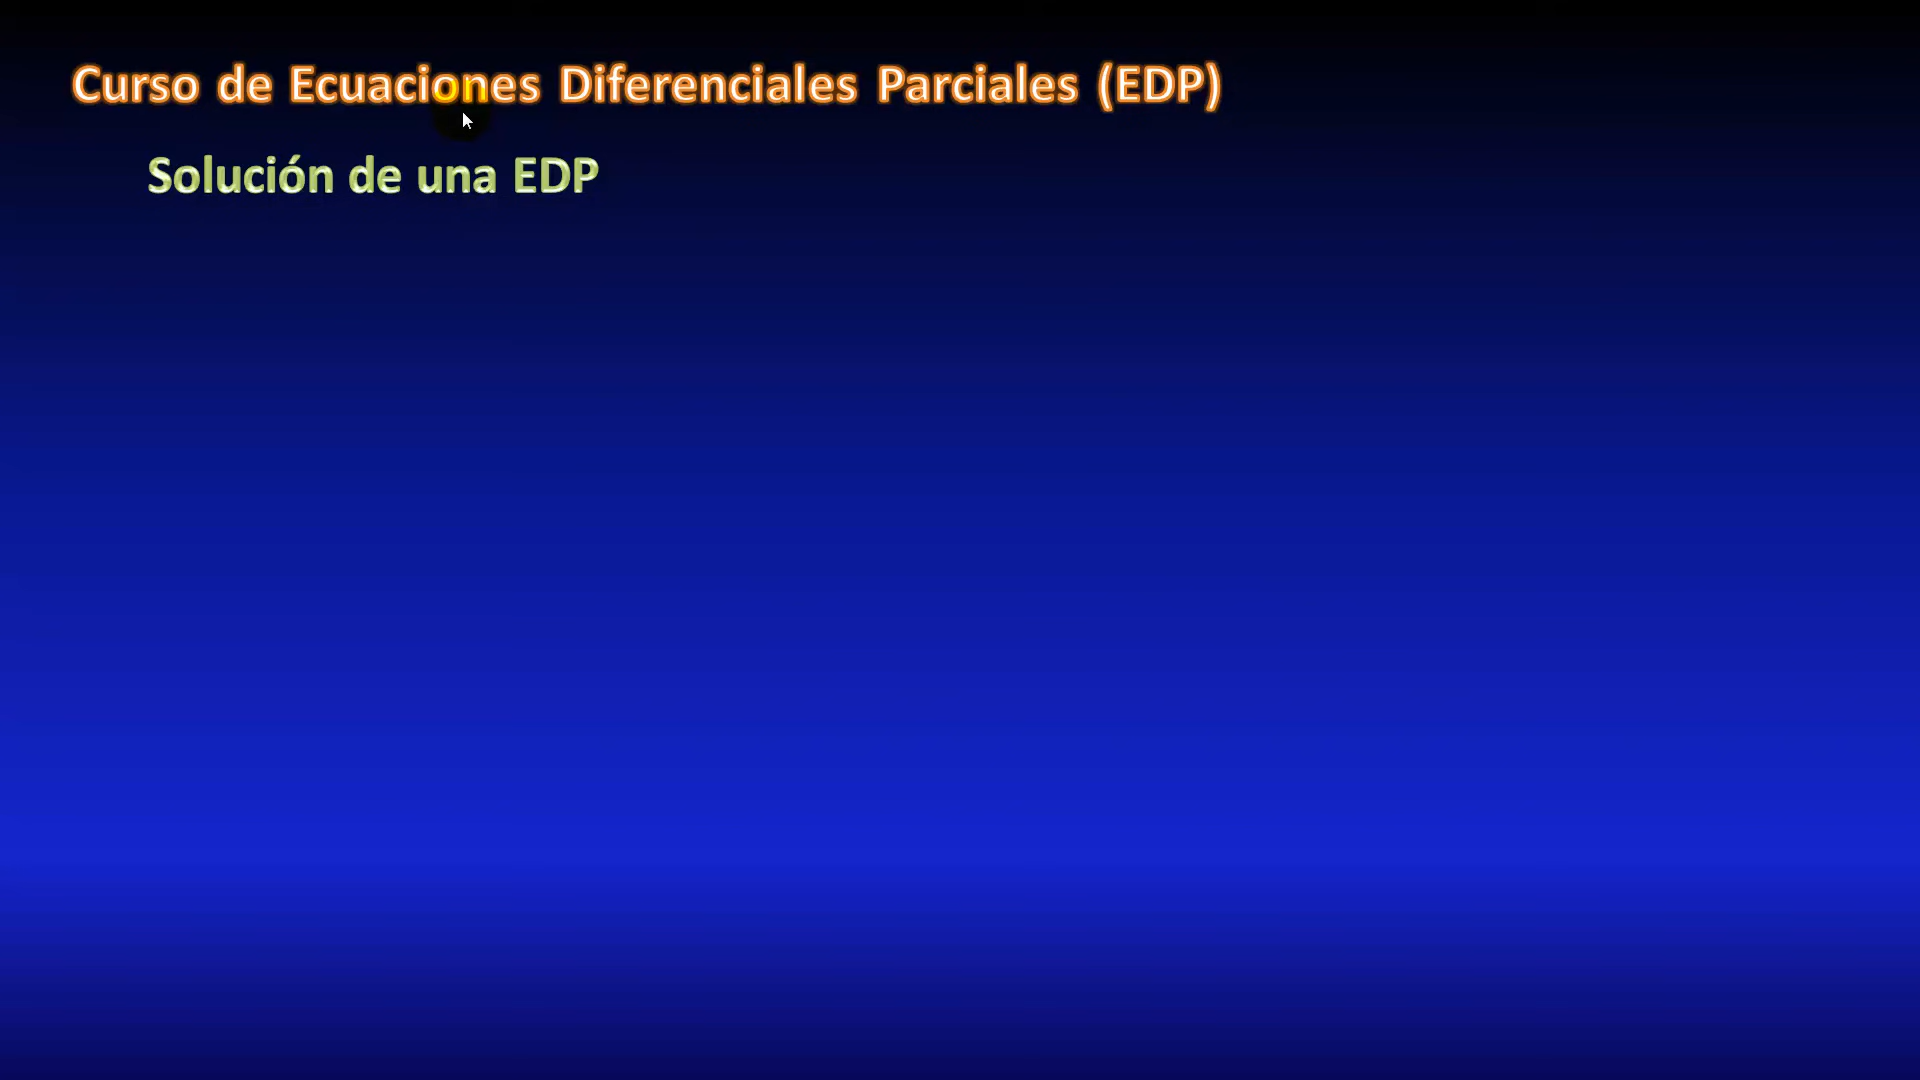 Curso de Ecuaciones Diferenciales Parciales (EDP)
Solución de una EDP